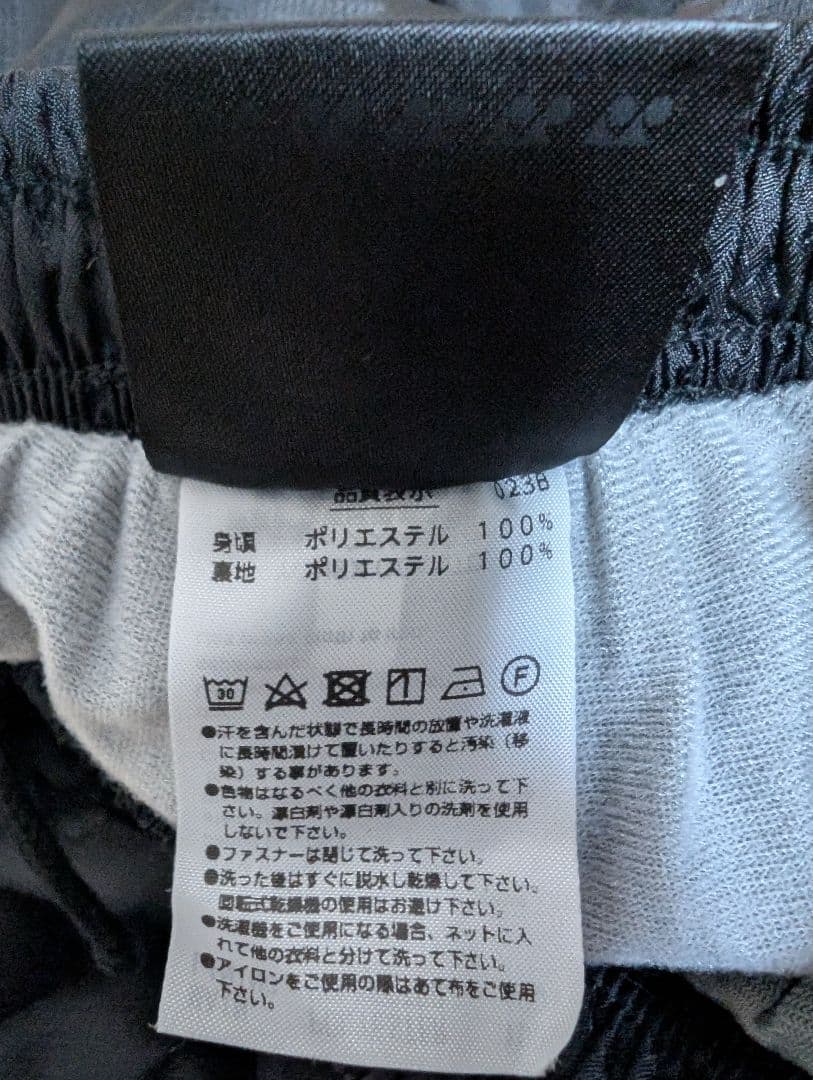 品質表示 023B
身頃 ポリエステル 100%
裏地 ポリエステル 100%
30
F
●汗を含んだ状態で長時間の放置や洗濯液
に長時間漬けて置いたりすると汚染（移
染）する事があります。
●色物はなるべく他の衣料と別に洗って下
さい。漂白剤や漂白剤入りの洗剤を使用
しないで下さい。
●ファスナーは閉じて洗って下さい。
●洗った後はすぐに脱水し乾燥して下さい。
回転式乾燥機の使用はお避け下さい。
●洗濯機をご使用になる場合、ネットに入
れて他の衣料と分けて洗って下さい。
●アイロンをご使用の際はあて布をご使用
下さい。